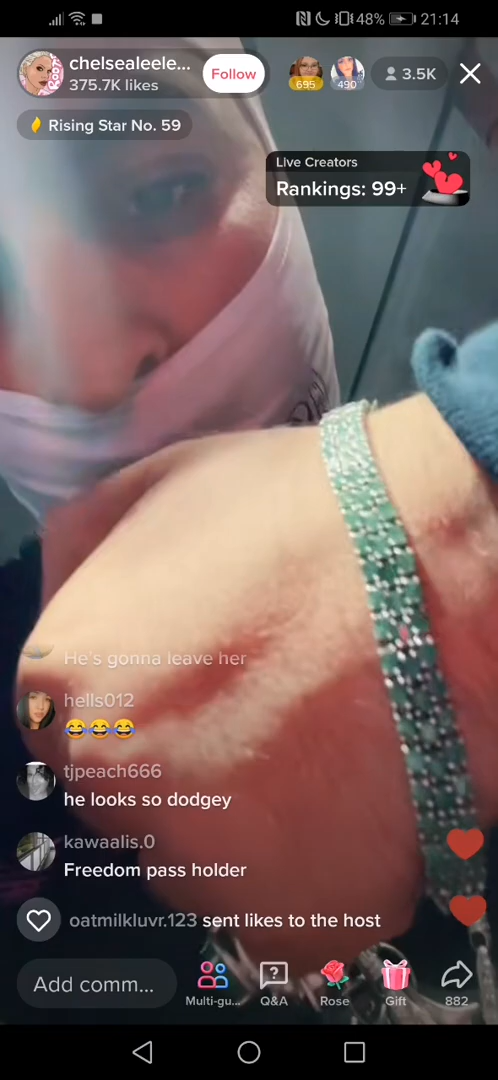 48% 21:14
chelsealeele...
375.7K likes
Follow
695
490
3.5K
Rising Star No. 59
Live Creators
Rankings: 99+
He's gonna leave her
hells012
😂😂😂
tjpeach666
he looks so dodgey
kawaalis.0
Freedom pass holder
oatmilkluvr.123 sent likes to the host
Add comm...
Multi-gu...
Q&A
Rose
Gift
882